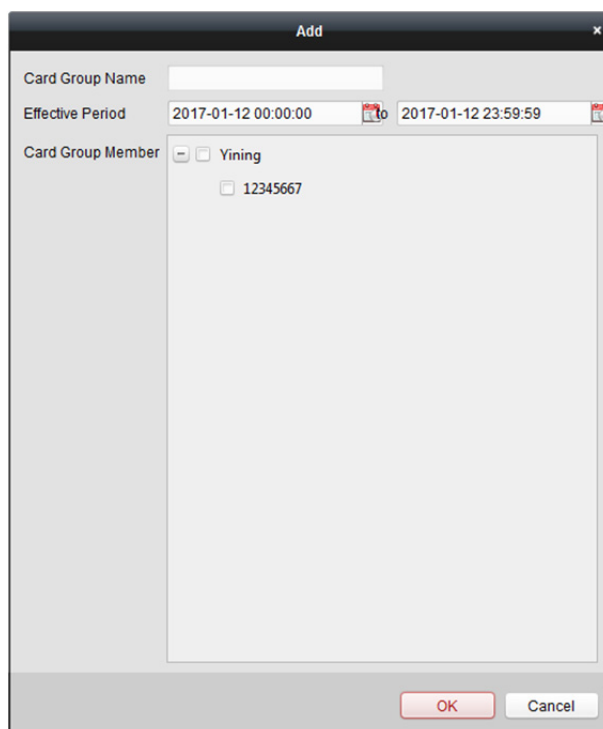 Add
Card Group Name
Effective Period 2017-01-12 00:00:00 to 2017-01-12 23:59:59
Card Group Member Yining
12345667
OK Cancel